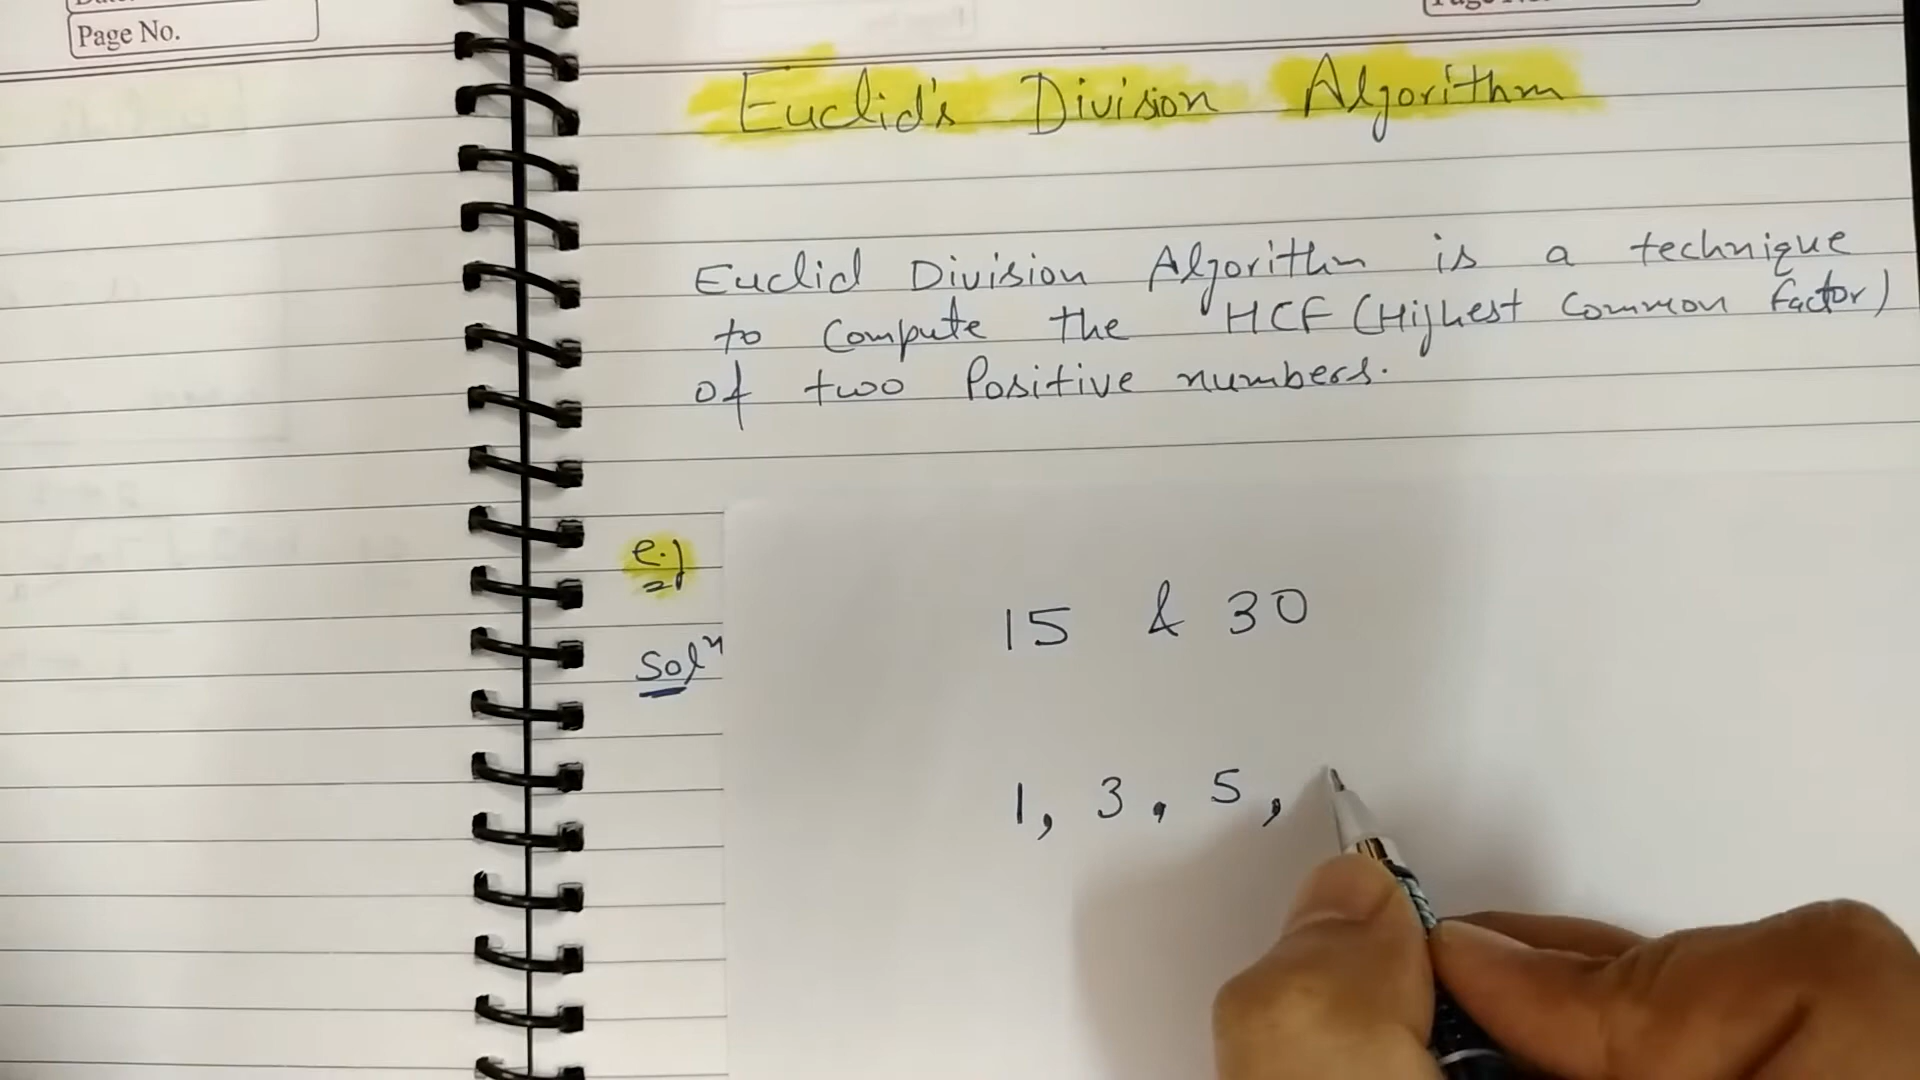 Page No.
Euclid's Division Algorithm
Euclid Division Algorithm is a technique
to compute the HCF (Highest Common factor)
of two Positive numbers.
e.g
15 & 30
Solⁿ
1, 3, 5,